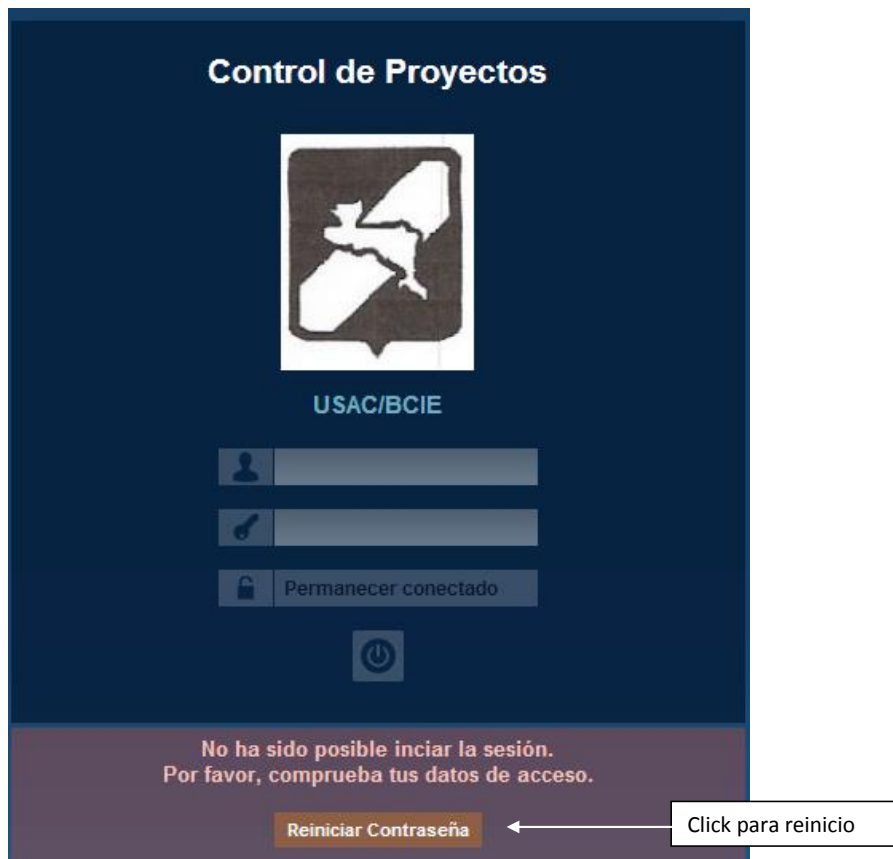 Control de Proyectos
USAC/BCIE
Permanecer conectado
No ha sido posible inciar la sesión.
Por favor, comprueba tus datos de acceso.
Reiniciar Contraseña
Click para reinicio